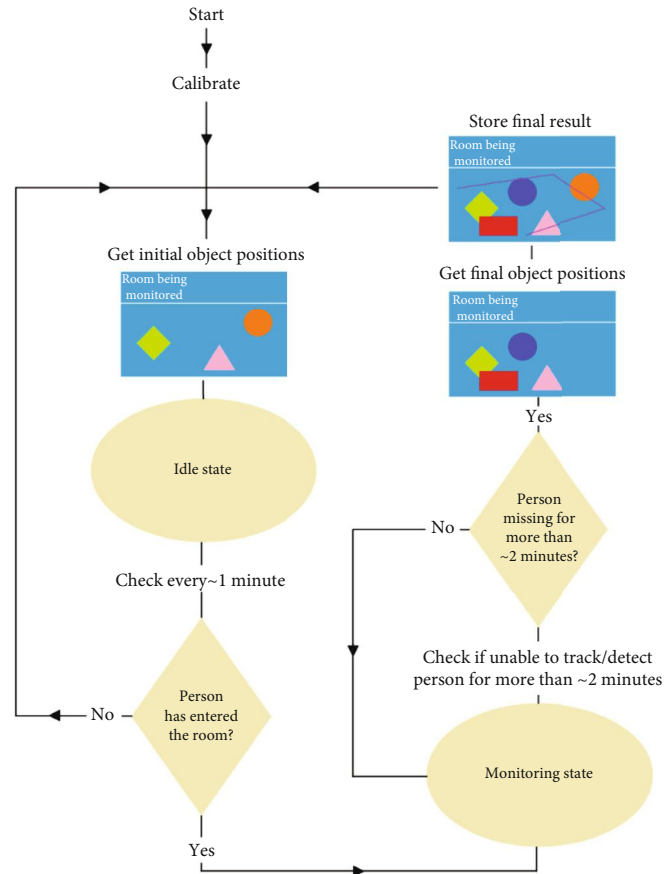 Start
Calibrate
Store final result
Room being
monitored
Get initial object positions
Room being
monitored
Get final object positions
Room being
monitored
Yes
Idle state
Person
missing for
more than
~2 minutes?
No
Check every~1 minute
Check if unable to track/detect
person for more than ~2 minutes
Person
has entered
the room?
No
Monitoring state
Yes